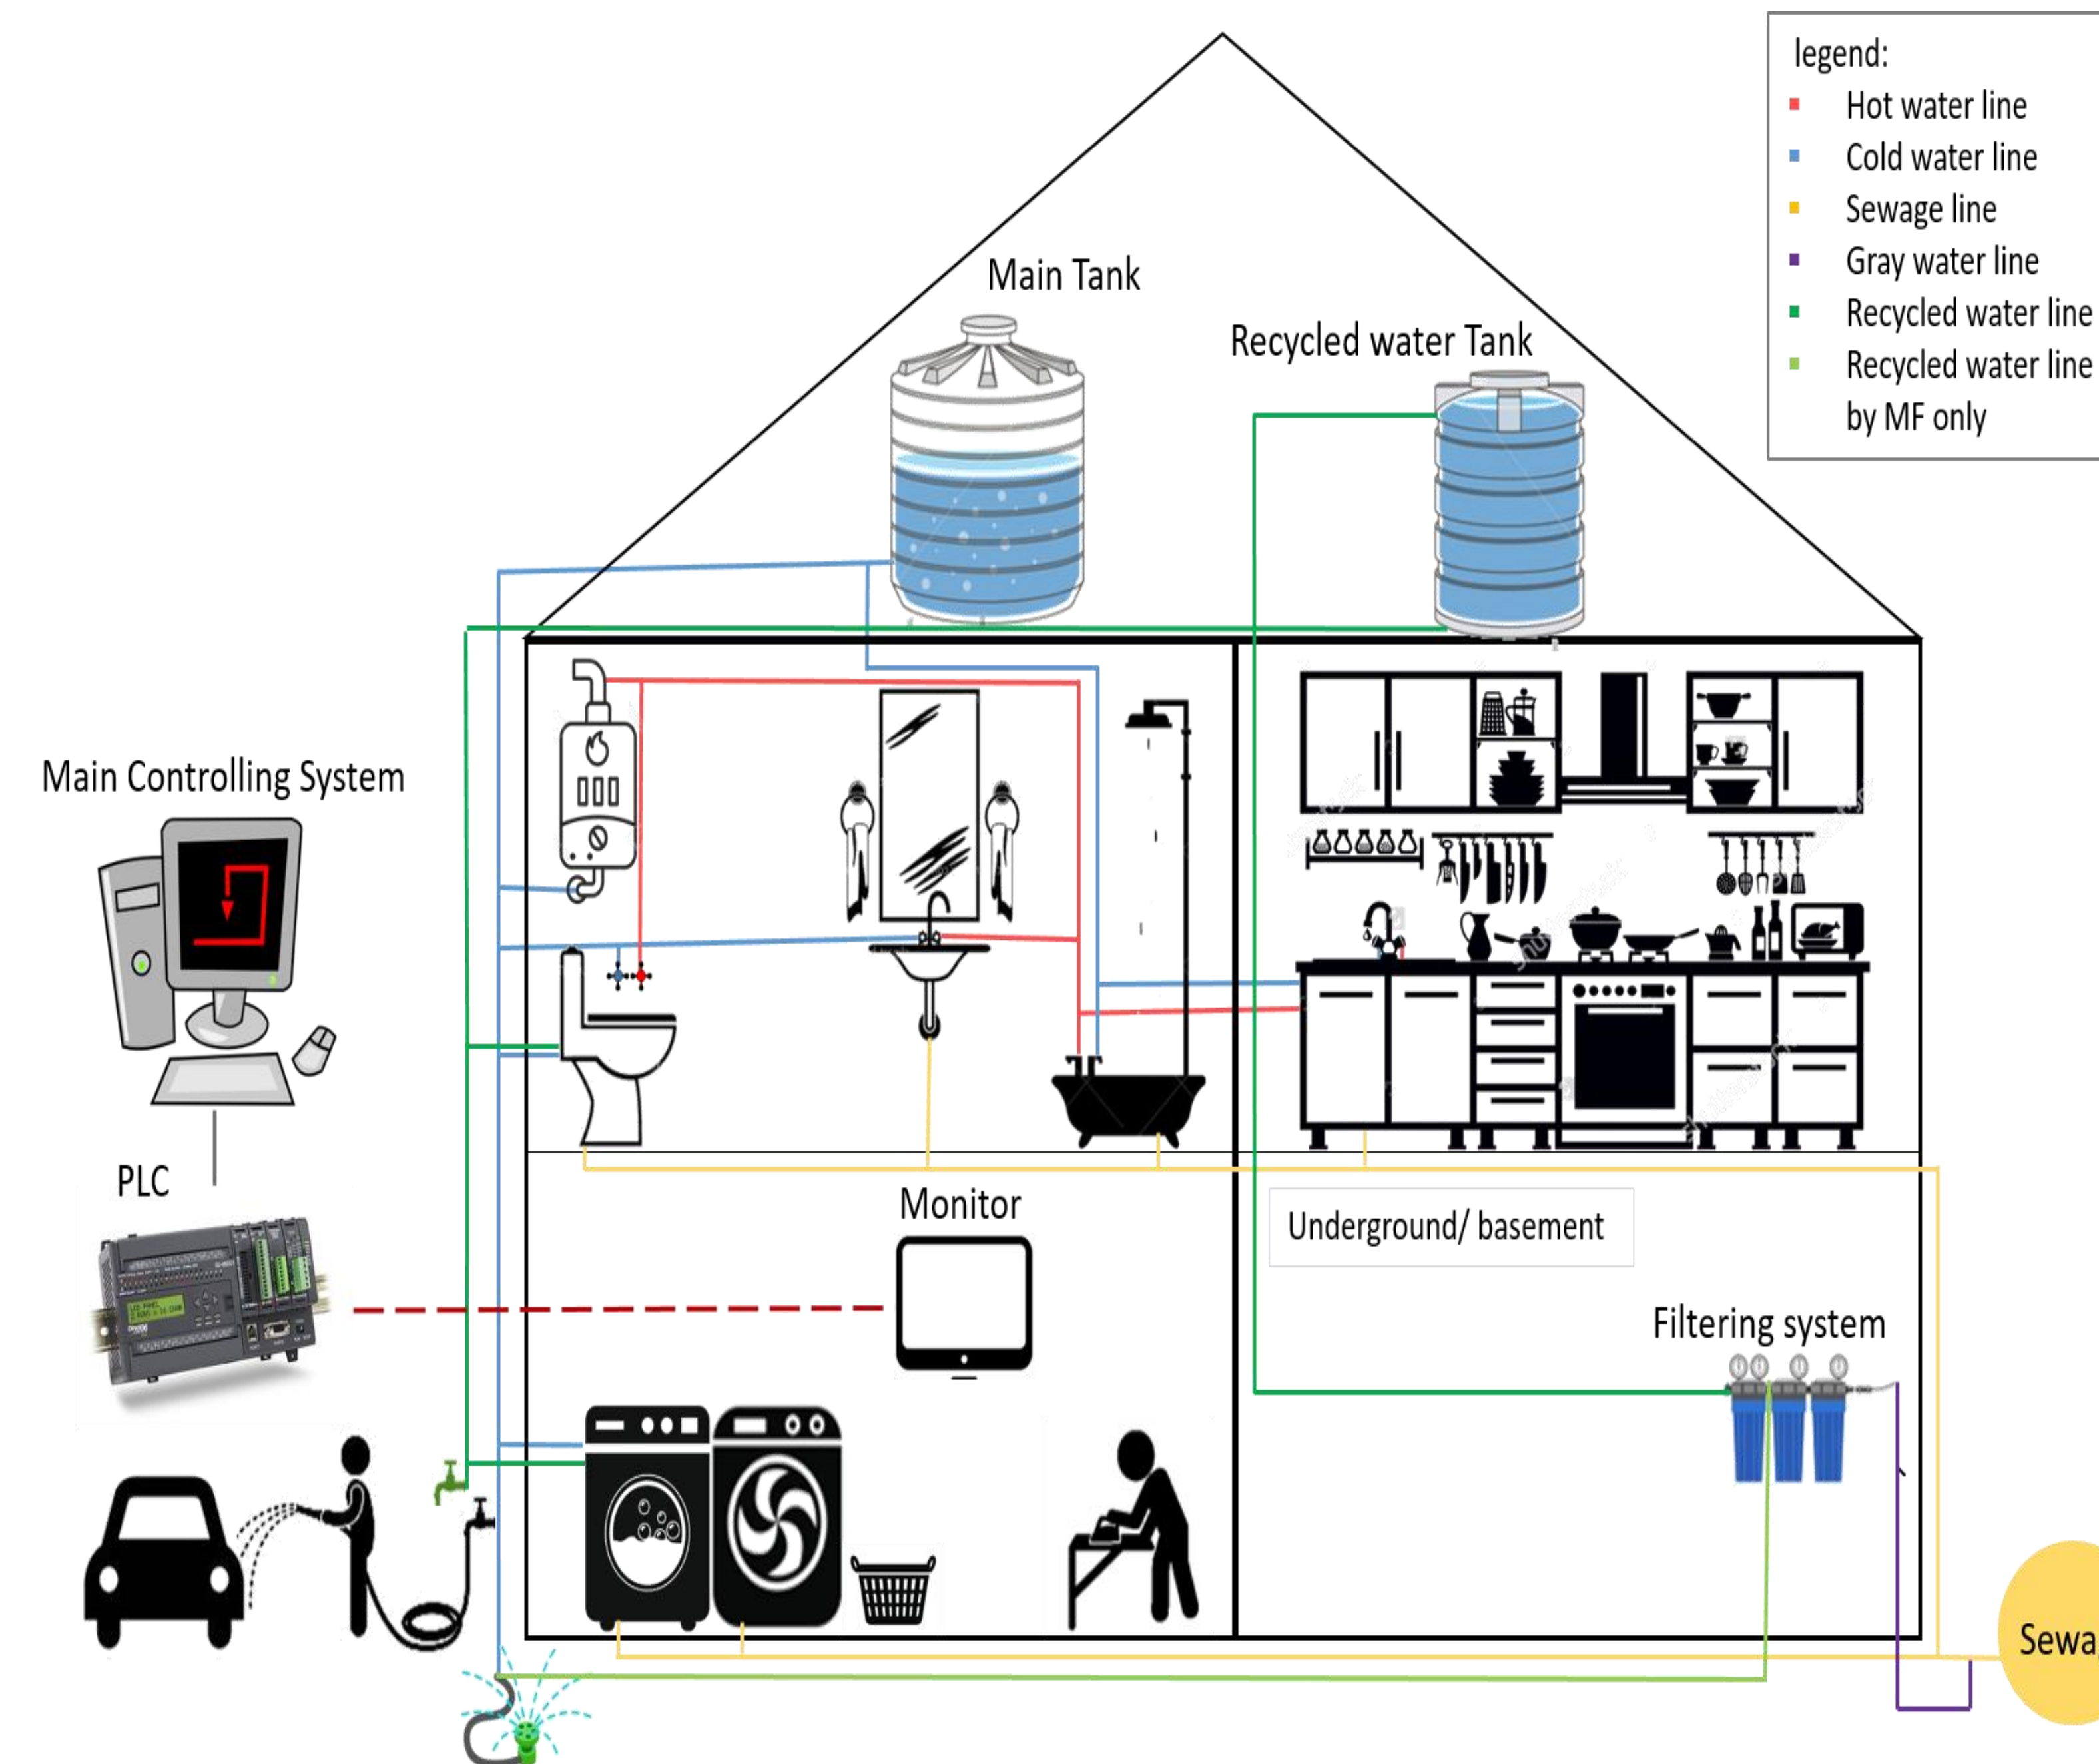 legend:
Hot water line
Cold water line
Sewage line
Gray water line
Recycled water line
Recycled water line
by MF only
Main Tank
Recycled water Tank
Main Controlling System
PLC
Monitor
Underground/ basement
Filtering system
Sewa